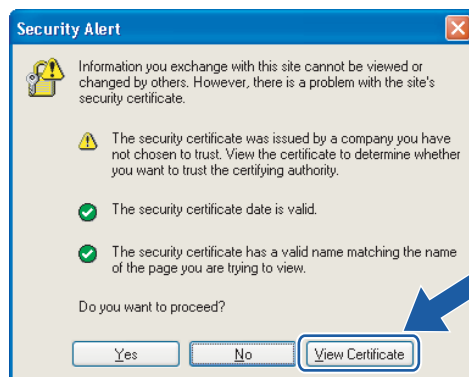 Security Alert
Information you exchange with this site cannot be viewed or
changed by others. However, there is a problem with the site's
security certificate.
The security certificate was issued by a company you have
not chosen to trust. View the certificate to determine whether
you want to trust the certifying authority.
The security certificate date is valid.
The security certificate has a valid name matching the name
of the page you are trying to view.
Do you want to proceed?
Yes No View Certificate